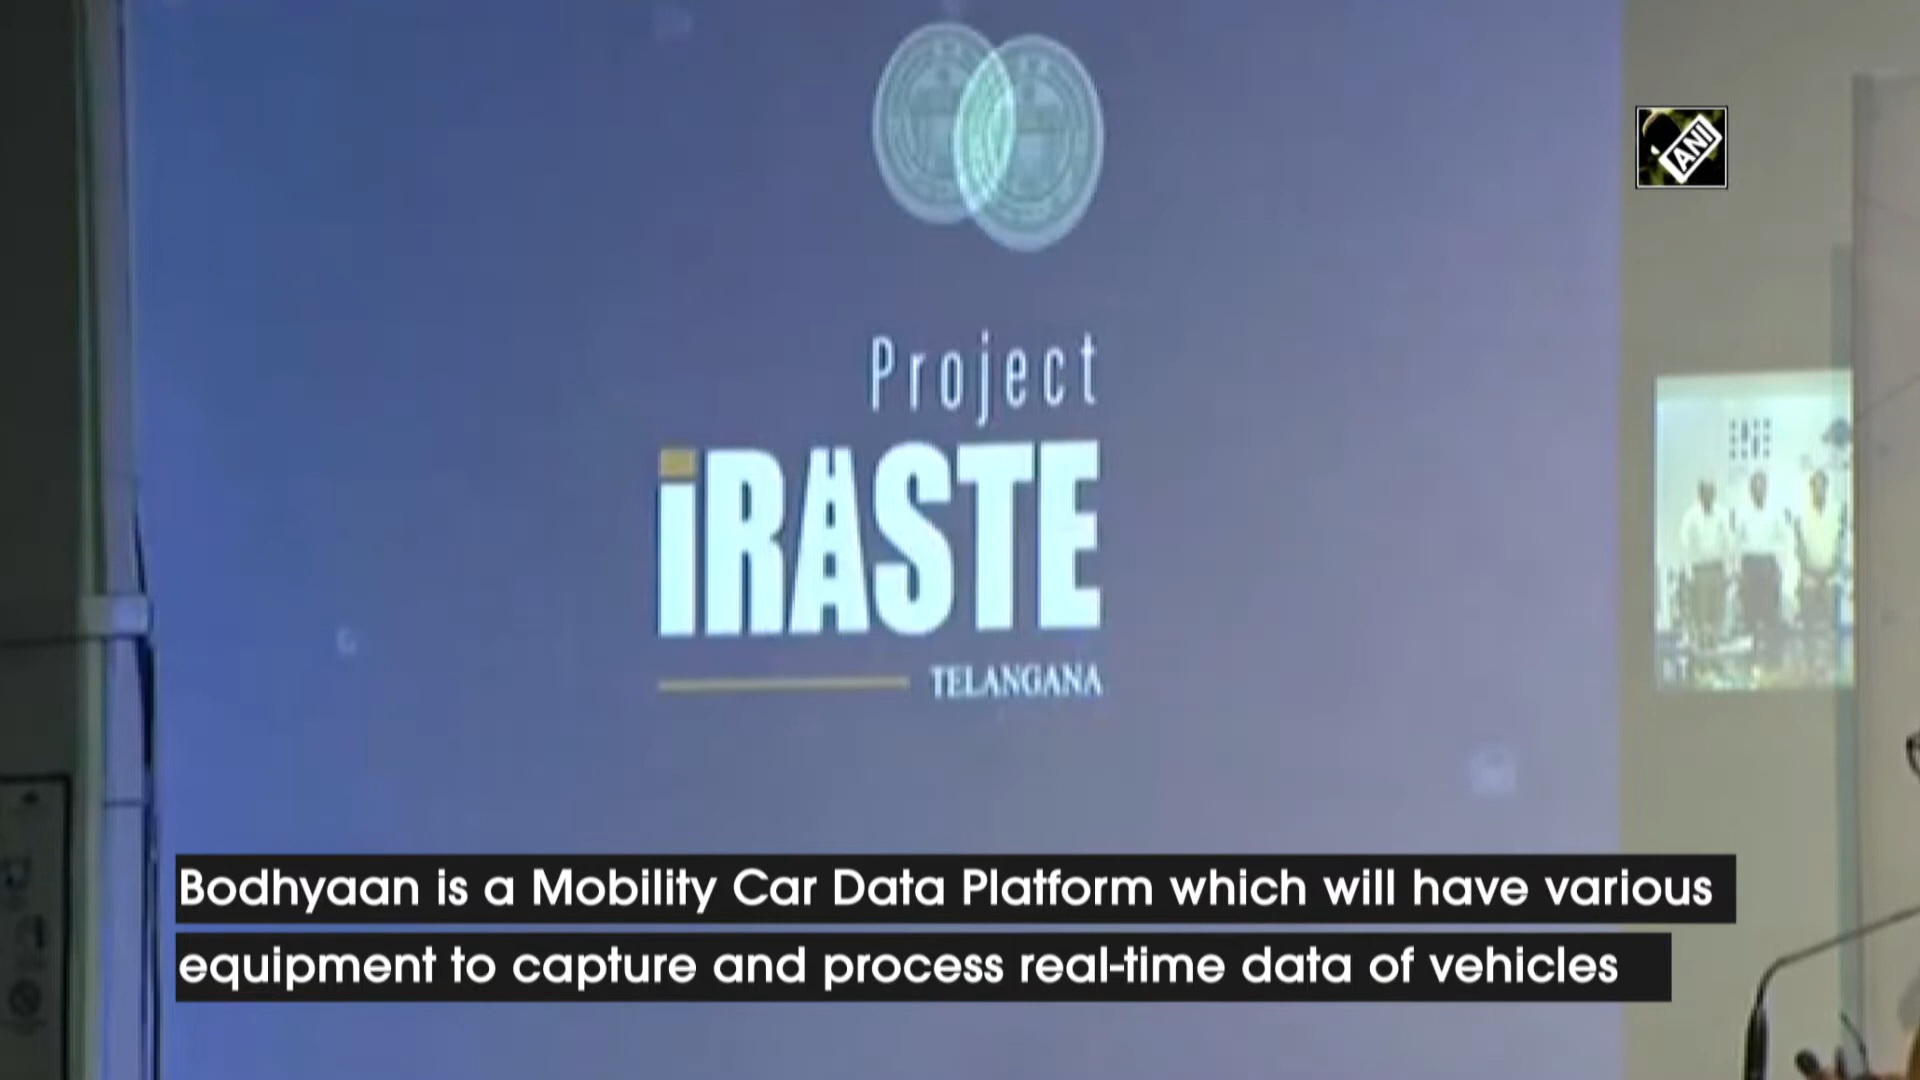 ANI
Project
iRASTE
TELANGANA
Bodhyaan is a Mobility Car Data Platform which will have various
equipment to capture and process real-time data of vehicles